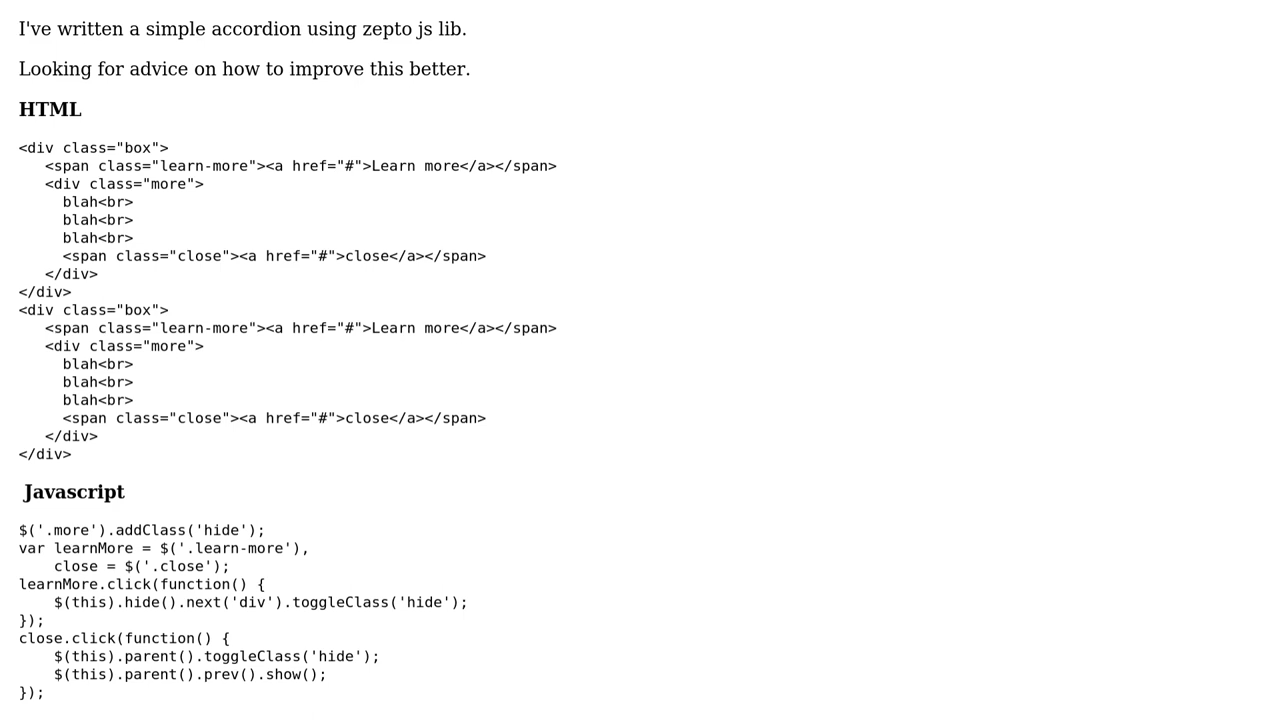 I've written a simple accordion using zepto js lib.
Looking for advice on how to improve this better.
HTML
<div class="box">
   <span class="learn-more"><a href="#">Learn more</a></span>
   <div class="more">
     blah<br>
     blah<br>
     blah<br>
     <span class="close"><a href="#">close</a></span>
   </div>
</div>
<div class="box">
   <span class="learn-more"><a href="#">Learn more</a></span>
   <div class="more">
     blah<br>
     blah<br>
     blah<br>
     <span class="close"><a href="#">close</a></span>
   </div>
</div>
Javascript
$('.more').addClass('hide');
var learnMore = $('.learn-more'),
    close = $('.close');
learnMore.click(function() {
    $(this).hide().next('div').toggleClass('hide');
});
close.click(function() {
    $(this).parent().toggleClass('hide');
    $(this).parent().prev().show();
});